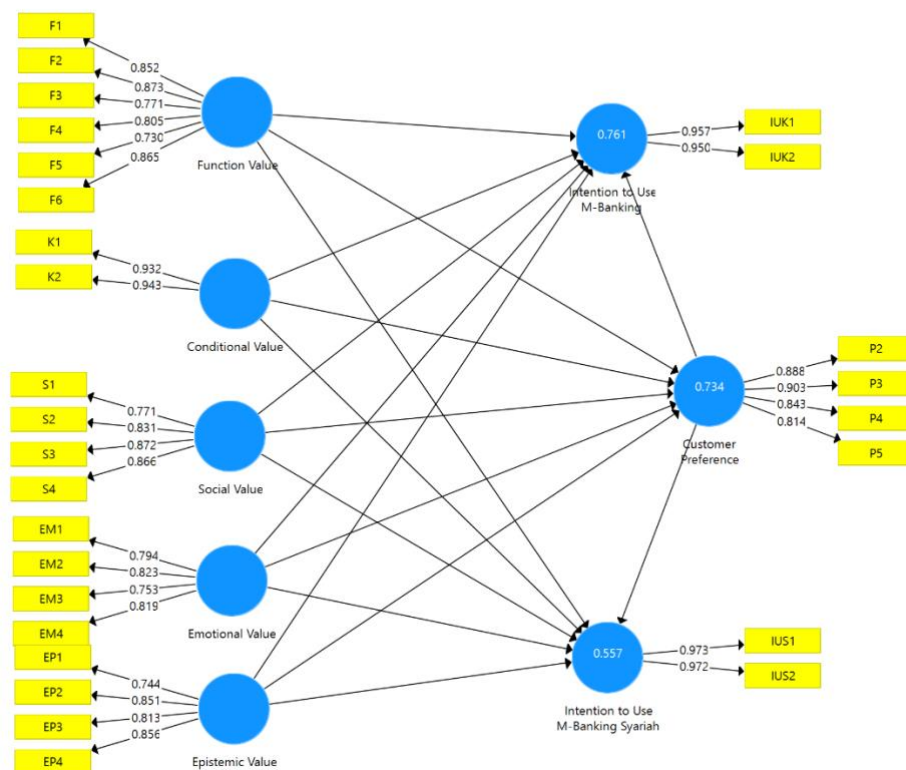 F1
F2
F3
F4
F5
F6
0.852
0.873
0.771
0.805
0.730
0.865
Function Value
K1
K2
0.932
0.943
Conditional Value
S1
S2
S3
S4
0.771
0.831
0.872
0.866
Social Value
EM1
EM2
EM3
EM4
0.794
0.823
0.753
0.819
Emotional Value
EP1
EP2
EP3
EP4
0.744
0.851
0.813
0.856
Epistemic Value
0.761
Intention to Use
M-Banking
0.957
0.950
IUK1
IUK2
0.734
Customer
Preference
0.888
0.903
0.843
0.814
P2
P3
P4
P5
0.557
Intention to Use
M-Banking Syariah
0.973
0.972
IUS1
IUS2